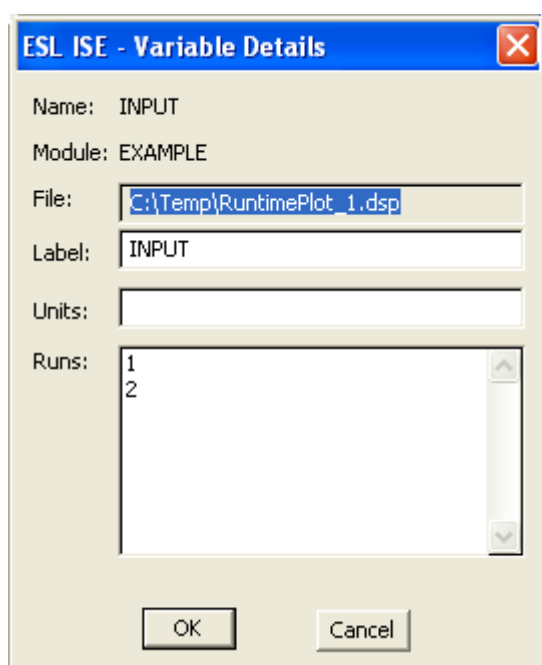 ESL ISE - Variable Details
Name: INPUT
Module: EXAMPLE
File: C:\Temp\RuntimePlot_1.dsp
Label: INPUT
Units:
Runs: 1
2
OK Cancel